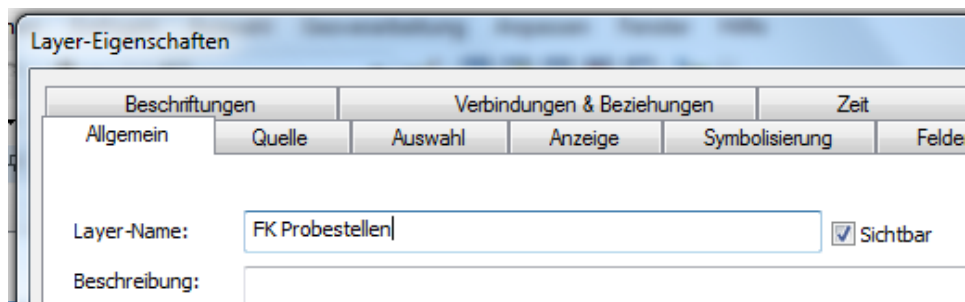 Layer-Eigenschaften
Beschriftungen Verbindungen & Beziehungen Zeit
Allgemein Quelle Auswahl Anzeige Symbolisierung Felde
Layer-Name: FK Probestellen Sichtbar
Beschreibung: